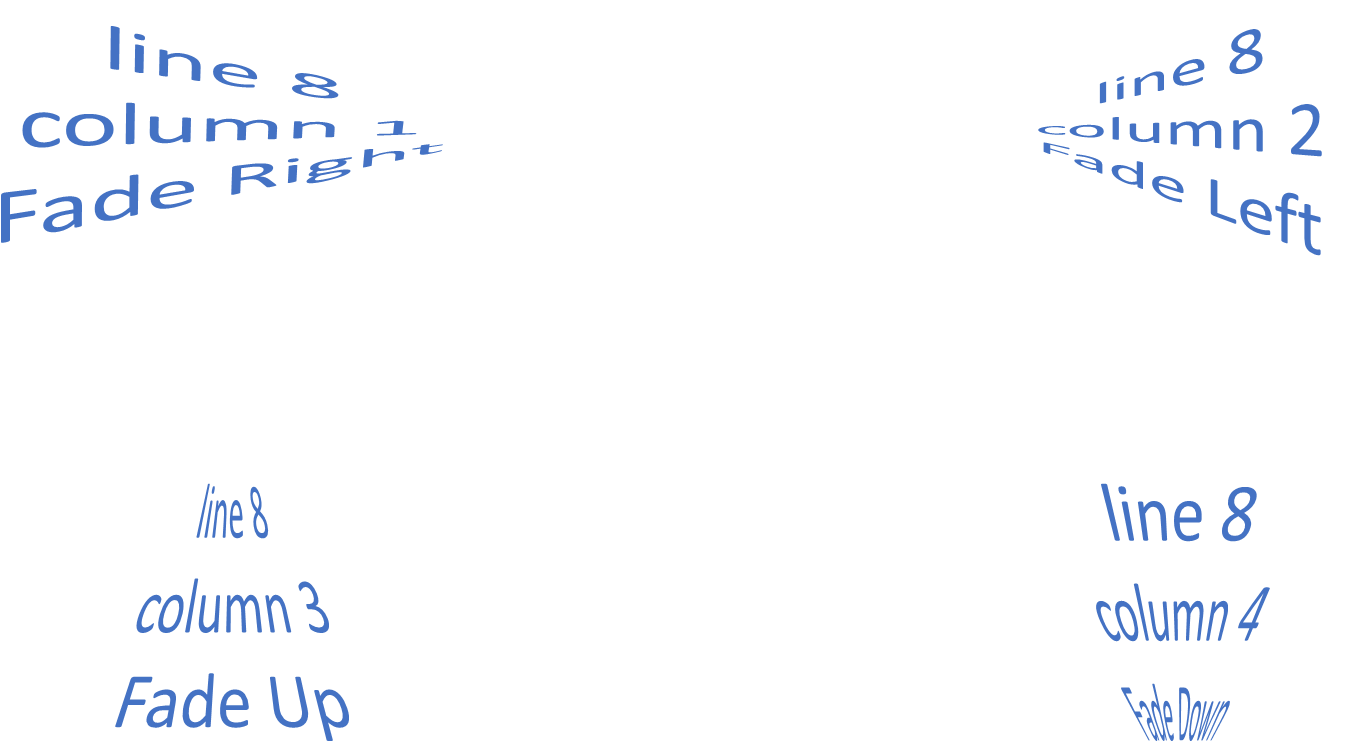 line 8
column 1
Fade Right
line 8
column 2
Fade Left
line 8
column 3
Fade Up
line 8
column 4
Fade Down